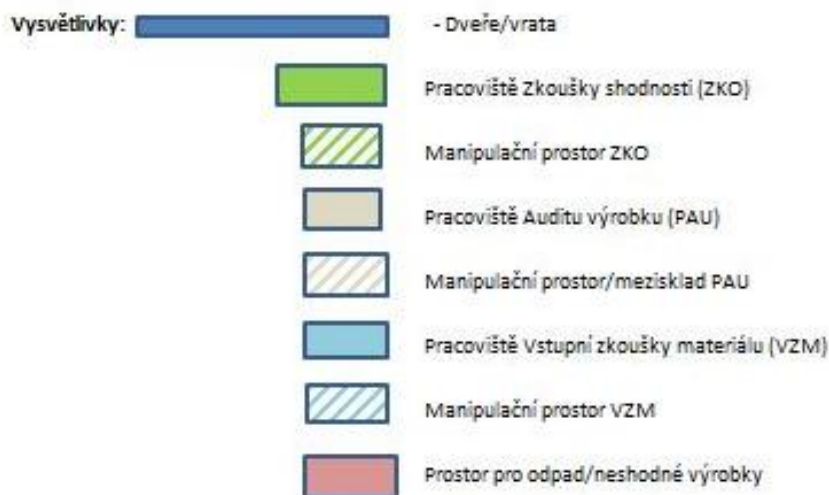 Vysvětlivky: - Dveře/vrata
Pracoviště Zkoušky shodnosti (ZKO)
Manipulační prostor ZKO
Pracoviště Auditu výrobku (PAU)
Manipulační prostor/mezisklad PAU
Pracoviště Vstupní zkoušky materiálu (VZM)
Manipulační prostor VZM
Prostor pro odpad/neshodné výrobky